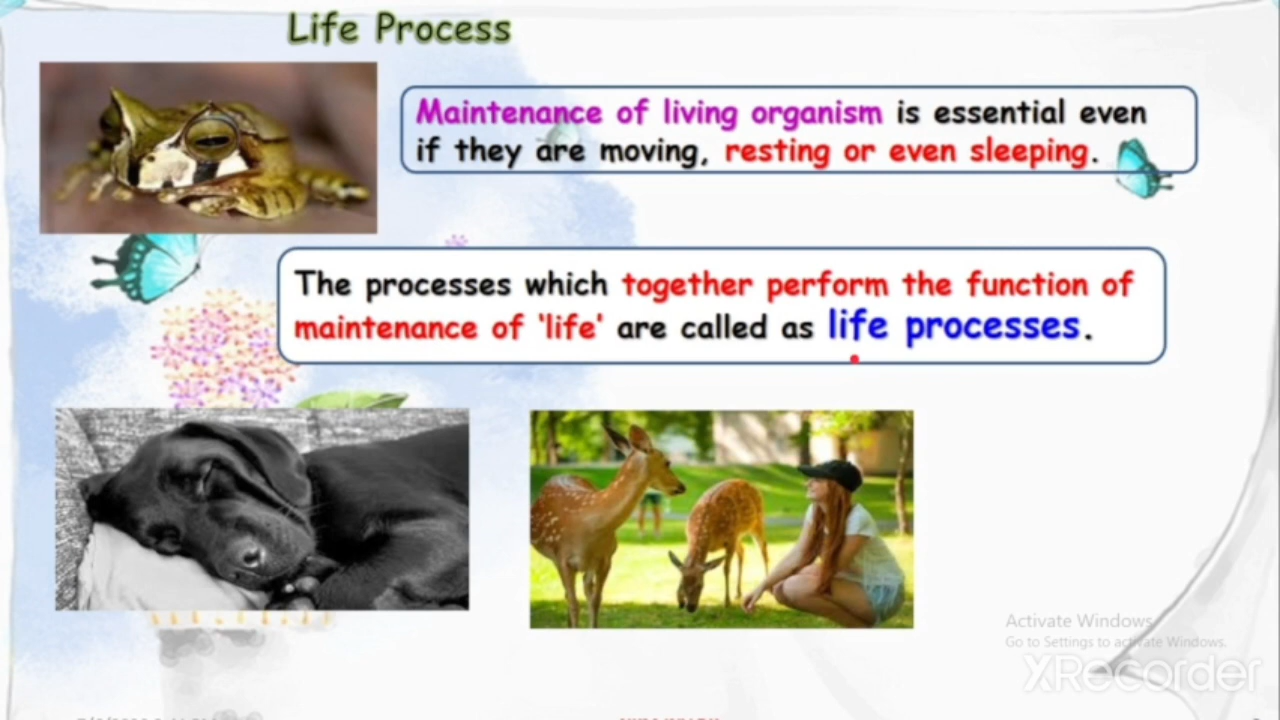 Life Process
Maintenance of living organism is essential even
if they are moving, resting or even sleeping.
The processes which together perform the function of
maintenance of 'life' are called as life processes.
Activate Windows
Go to Settings to activate Windows.
XRecorder